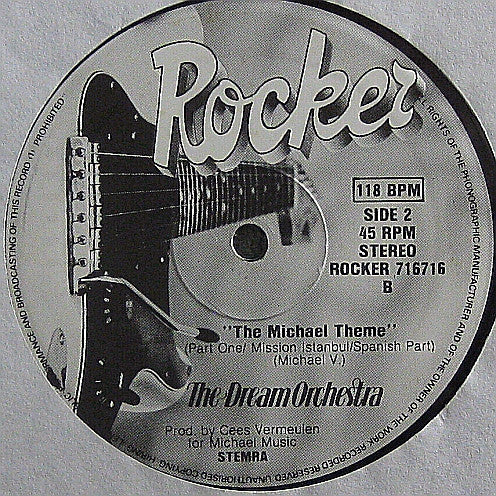 Rocker
118 BPM
SIDE 2
45 RPM
STEREO
ROCKER 716716
B
"The Michael Theme"
(Part One/ Mission Istanbul/Spanish Part)
(Michael V.)
The Dream Orchestra
Prod. by Cees Vermeulen
for Michael Music
STEMRA
RIGHTS OF THE PHONOGRAPHIC MANUFACTURER AND OF THE OWNER OF THE WORK RECORDED RESERVED UNAUTHORISED COPYING HIRING PERFORMANCE AND BROADCASTING OF THIS RECORD PROHIBITED